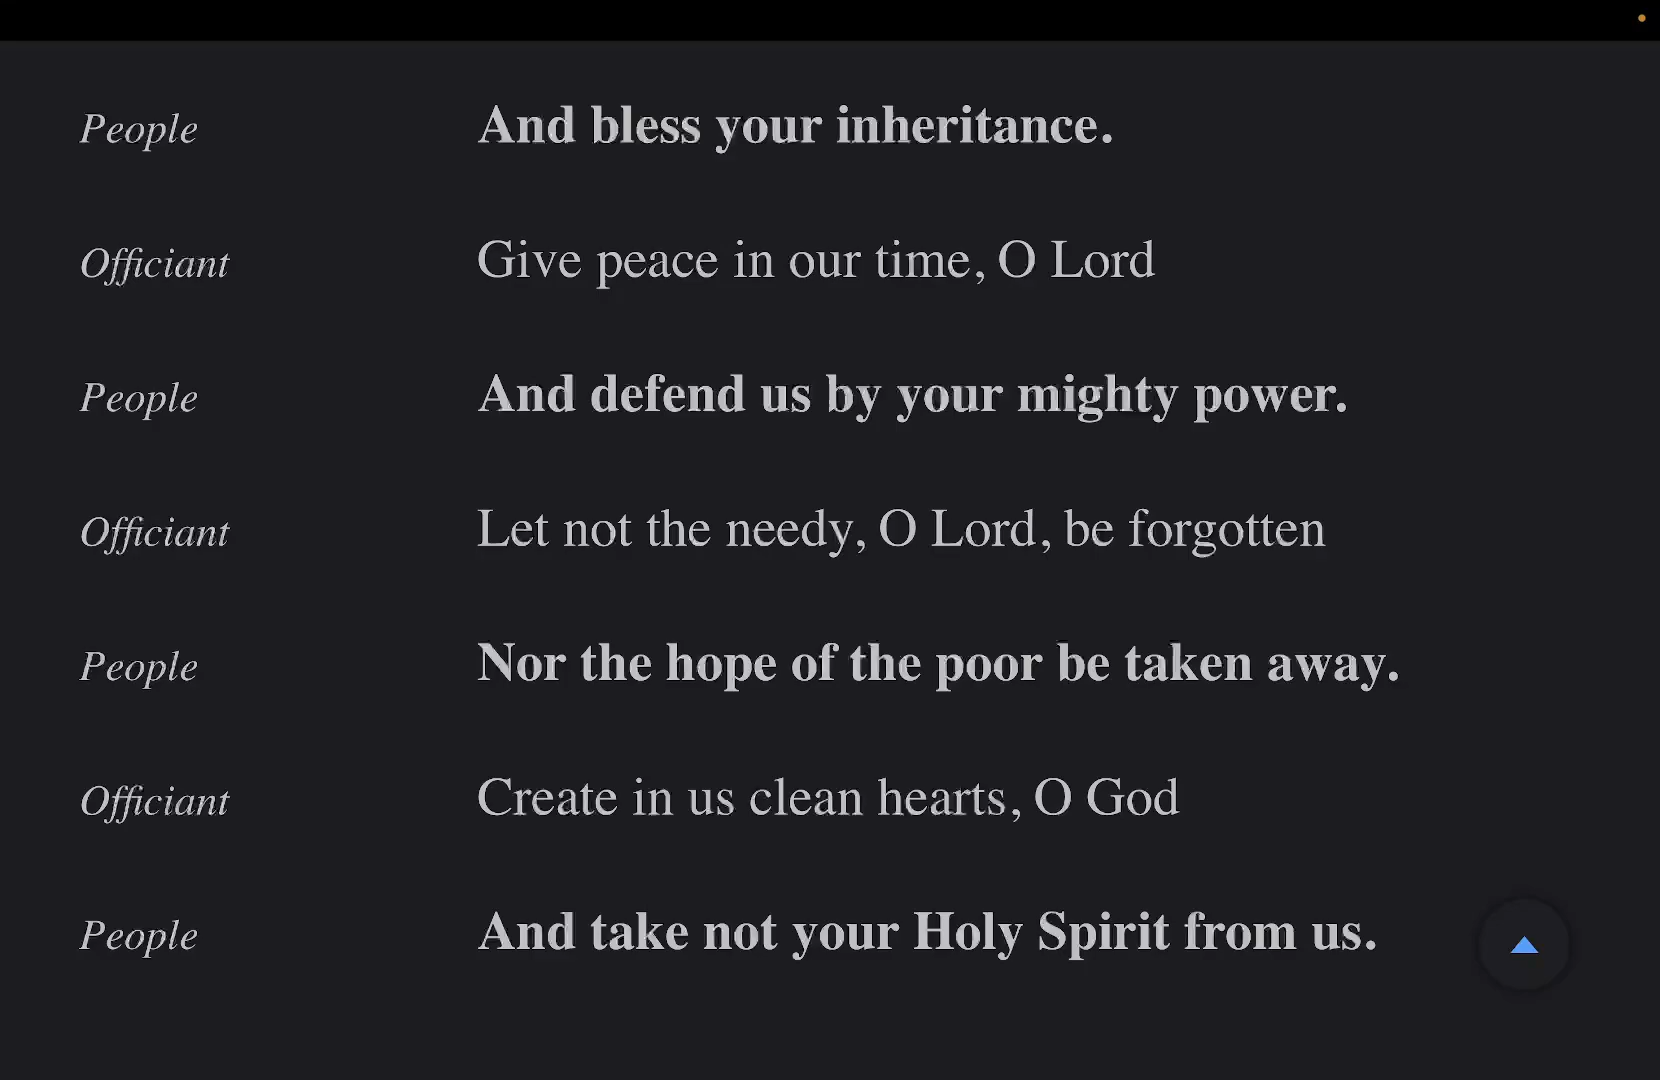 People And bless your inheritance.
Officiant Give peace in our time, O Lord
People And defend us by your mighty power.
Officiant Let not the needy, O Lord, be forgotten
People Nor the hope of the poor be taken away.
Officiant Create in us clean hearts, O God
People And take not your Holy Spirit from us.